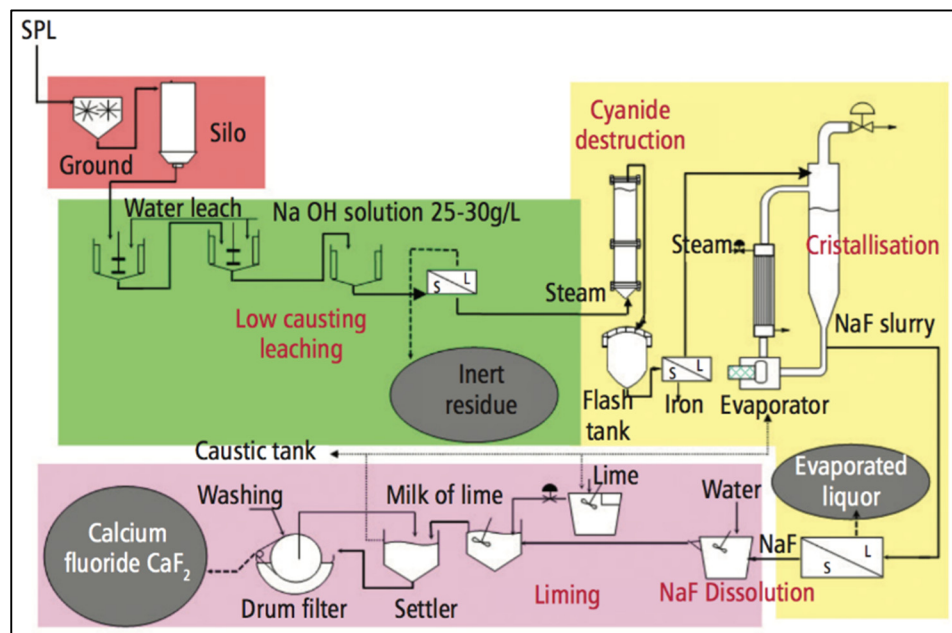 SPL
Silo
Ground
Water leach
Na OH solution 25-30g/L
Low causting
leaching
S L
Inert
residue
Cyanide
destruction
Steam
Flash
tank
S L
Iron
Steam
Cristallisation
Evaporator
NaF slurry
Evaporated
liquor
S L
NaF
Water
NaF Dissolution
Lime
Milk of lime
Liming
Caustic tank
Settler
Washing
Drum filter
Calcium
fluoride CaF₂